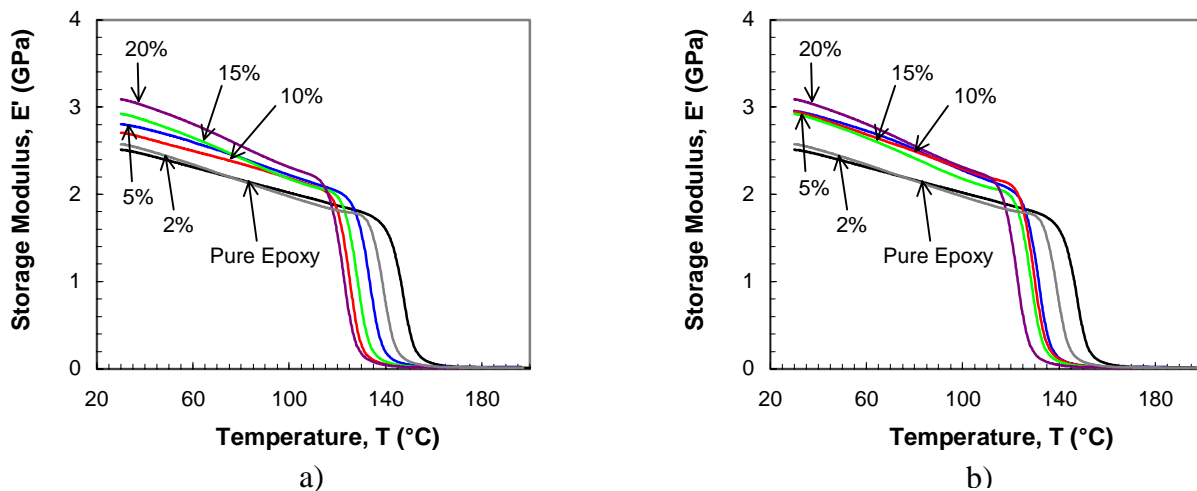 4
3
2
1
0
Storage Modulus, E' (GPa)
20%
15%
10%
5%
2%
Pure Epoxy
20 60 100 140 180
Temperature, T (°C)
a)
4
3
2
1
0
Storage Modulus, E' (GPa)
20%
15%
10%
5%
2%
Pure Epoxy
20 60 100 140 180
Temperature, T (°C)
b)